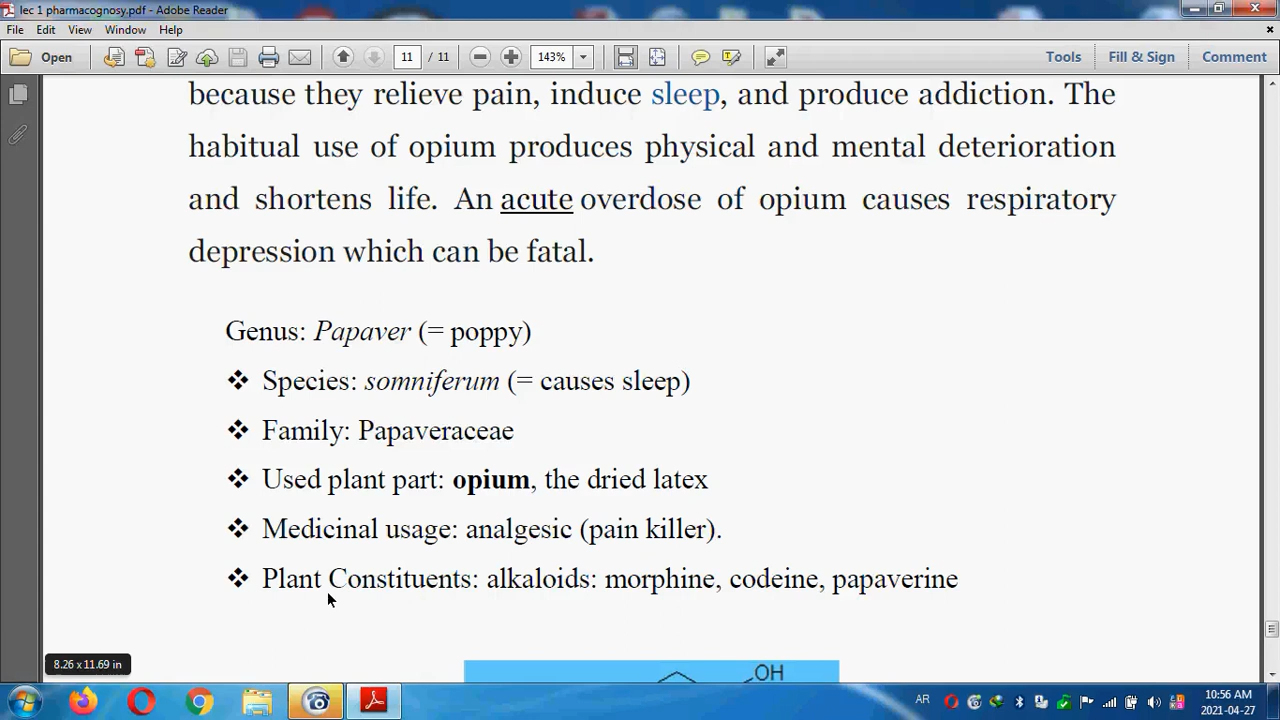 lec 1 pharmacognosy.pdf - Adobe Reader
File Edit View Window Help
Open 11 / 11 143% Tools Fill & Sign Comment
because they relieve pain, induce sleep, and produce addiction. The
habitual use of opium produces physical and mental deterioration
and shortens life. An acute overdose of opium causes respiratory
depression which can be fatal.
Genus: Papaver (= poppy)
❖ Species: somniferum (= causes sleep)
❖ Family: Papaveraceae
❖ Used plant part: opium, the dried latex
❖ Medicinal usage: analgesic (pain killer).
❖ Plant Constituents: alkaloids: morphine, codeine, papaverine
8.26 x 11.69 in
OH
AR
10:56 AM
2021-04-27